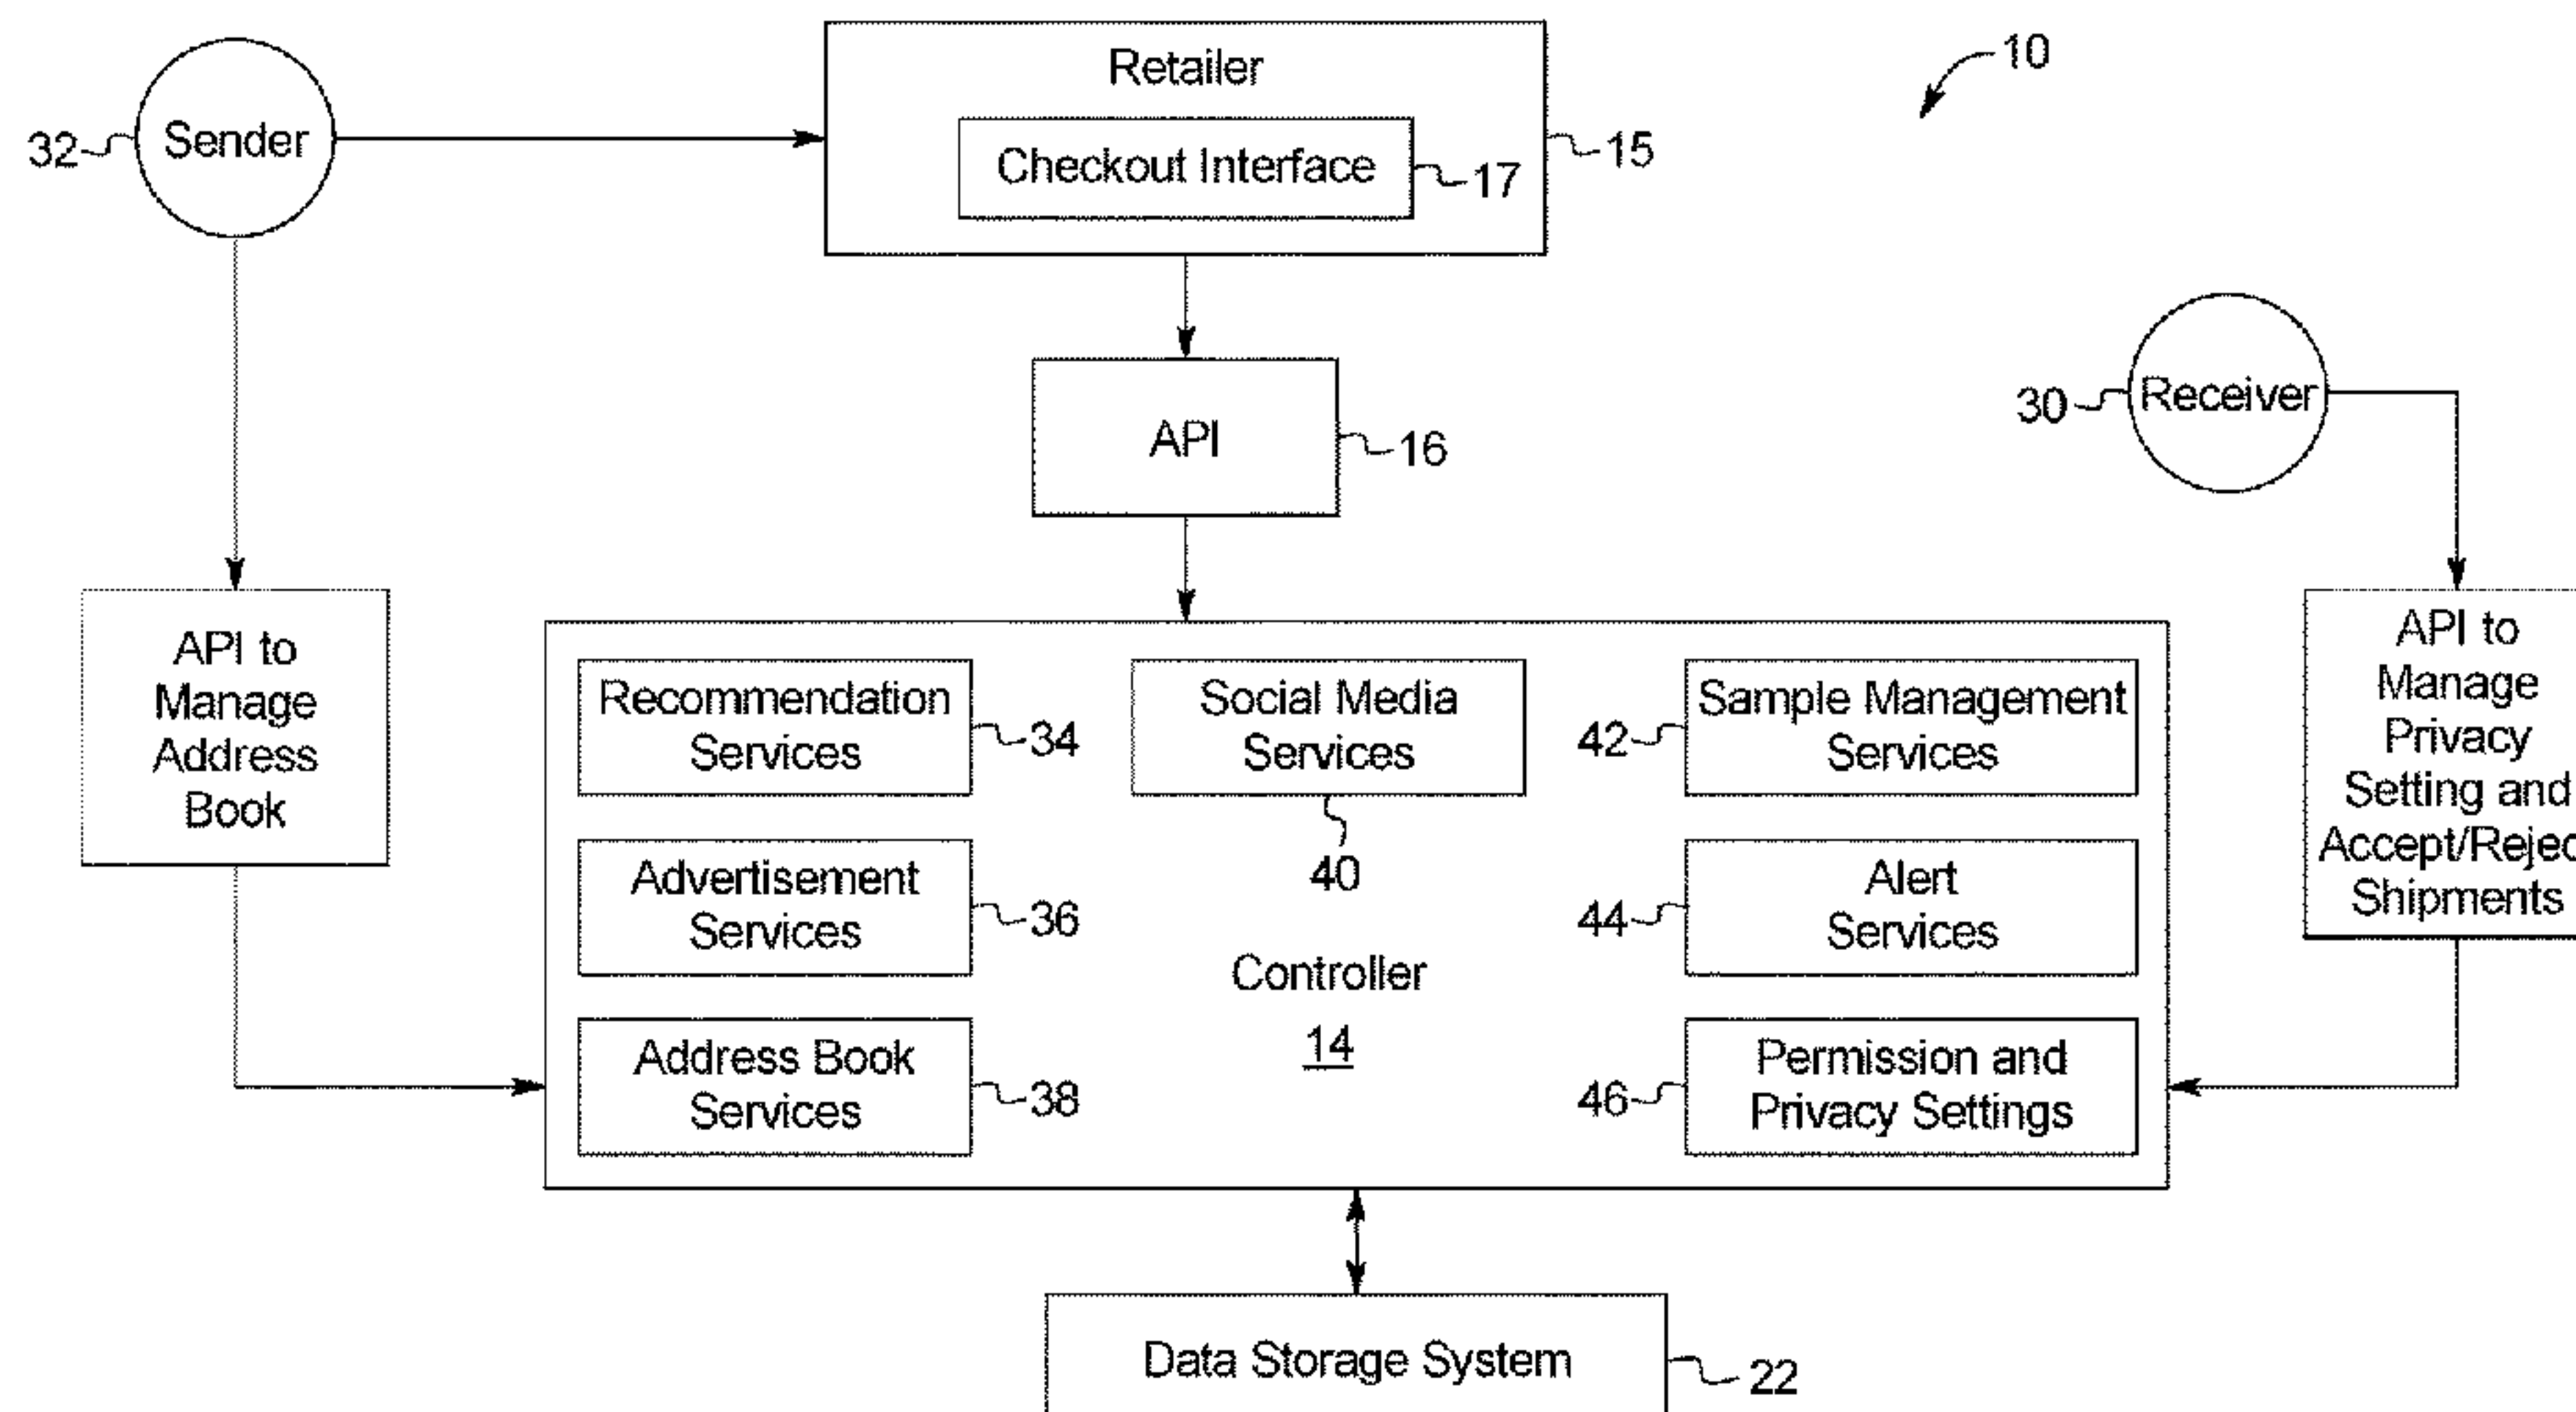 Retailer
10
Sender
32
Checkout Interface
17
15
API
16
30
Receiver
API to
Manage
Address
Book
Recommendation
Services
34
Social Media
Services
40
42
Sample Management
Services
API to
Manage
Privacy
Setting and
Accept/Rejec
Shipments
Advertisement
Services
36
44
Alert
Services
Controller
14
Address Book
Services
38
46
Permission and
Privacy Settings
Data Storage System
22